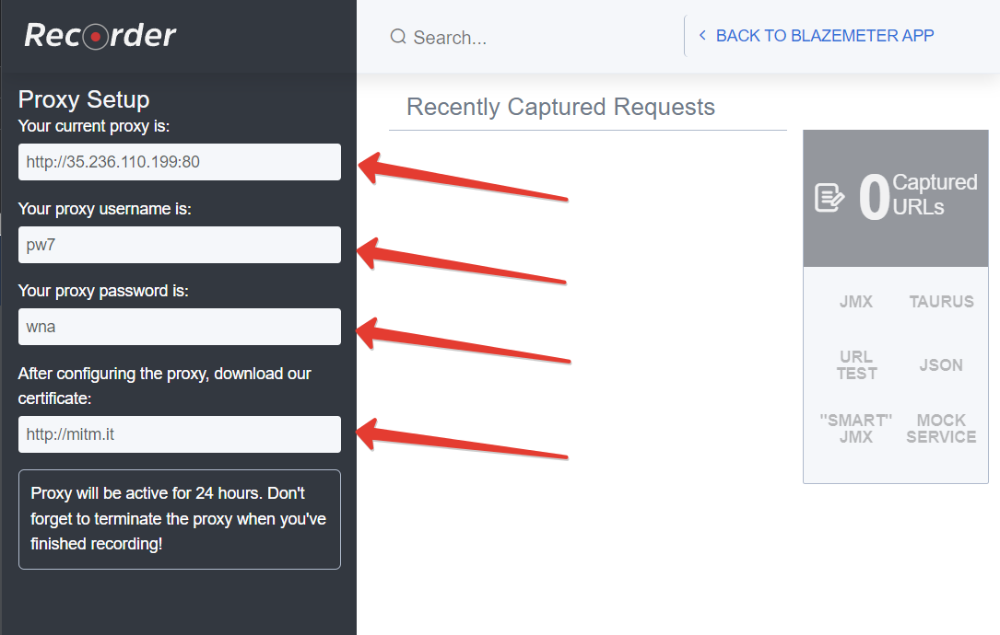 Recorder
Search...
BACK TO BLAZEMETER APP
Proxy Setup
Your current proxy is:
http://35.236.110.199:80
Your proxy username is:
pw7
Your proxy password is:
wna
After configuring the proxy, download our
certificate:
http://mitm.it
Proxy will be active for 24 hours. Don't
forget to terminate the proxy when you've
finished recording!
Recently Captured Requests
0 Captured
URLs
JMX
TAURUS
URL
TEST
JSON
"SMART"
JMX
MOCK
SERVICE